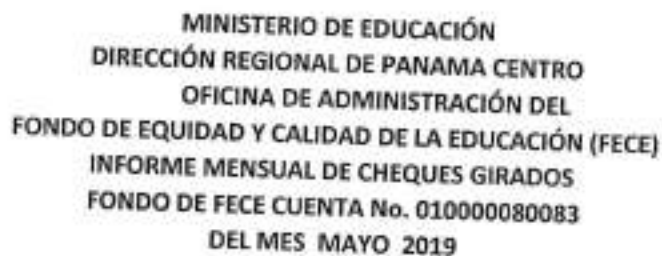 MINISTERIO DE EDUCACIÓN
DIRECCIÓN REGIONAL DE PANAMA CENTRO
OFICINA DE ADMINISTRACIÓN DEL
FONDO DE EQUIDAD Y CALIDAD DE LA EDUCACIÓN (FECE)
INFORME MENSUAL DE CHEQUES GIRADOS
FONDO DE FECE CUENTA No. 010000080083
DEL MES MAYO 2019